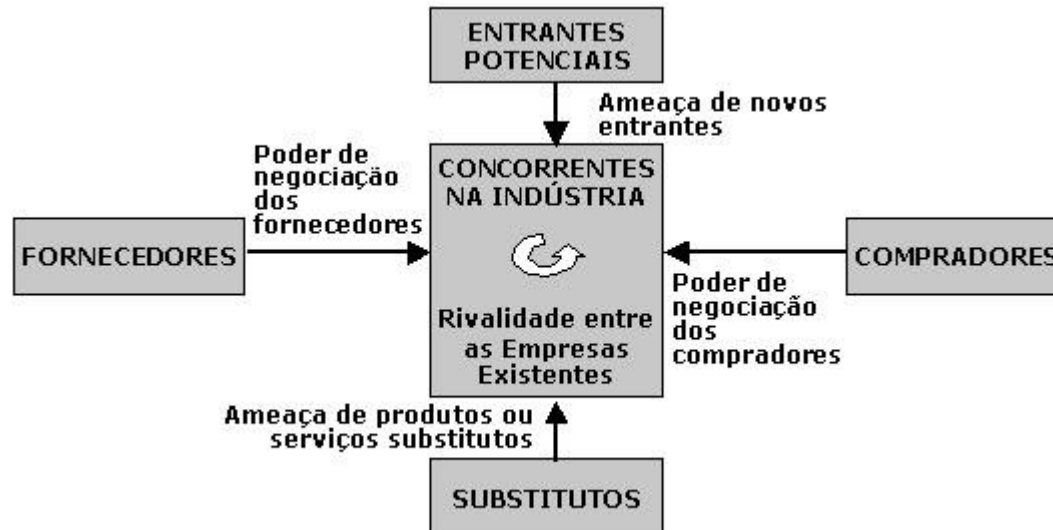 ENTRANTES
POTENCIAIS
Ameaça de novos
entrantes
Poder de
negociação
dos
fornecedores
CONCORRENTES
NA INDÚSTRIA
FORNECEDORES
COMPRADORES
Rivalidade entre
as Empresas
Existentes
Poder de
negociação
dos
compradores
Ameaça de produtos ou
serviços substitutos
SUBSTITUTOS